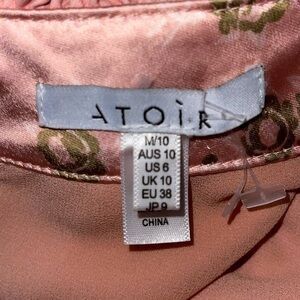 ATOÌR
M/10
AUS 10
US 6
UK 10
EU 38
JP 9
CHINA